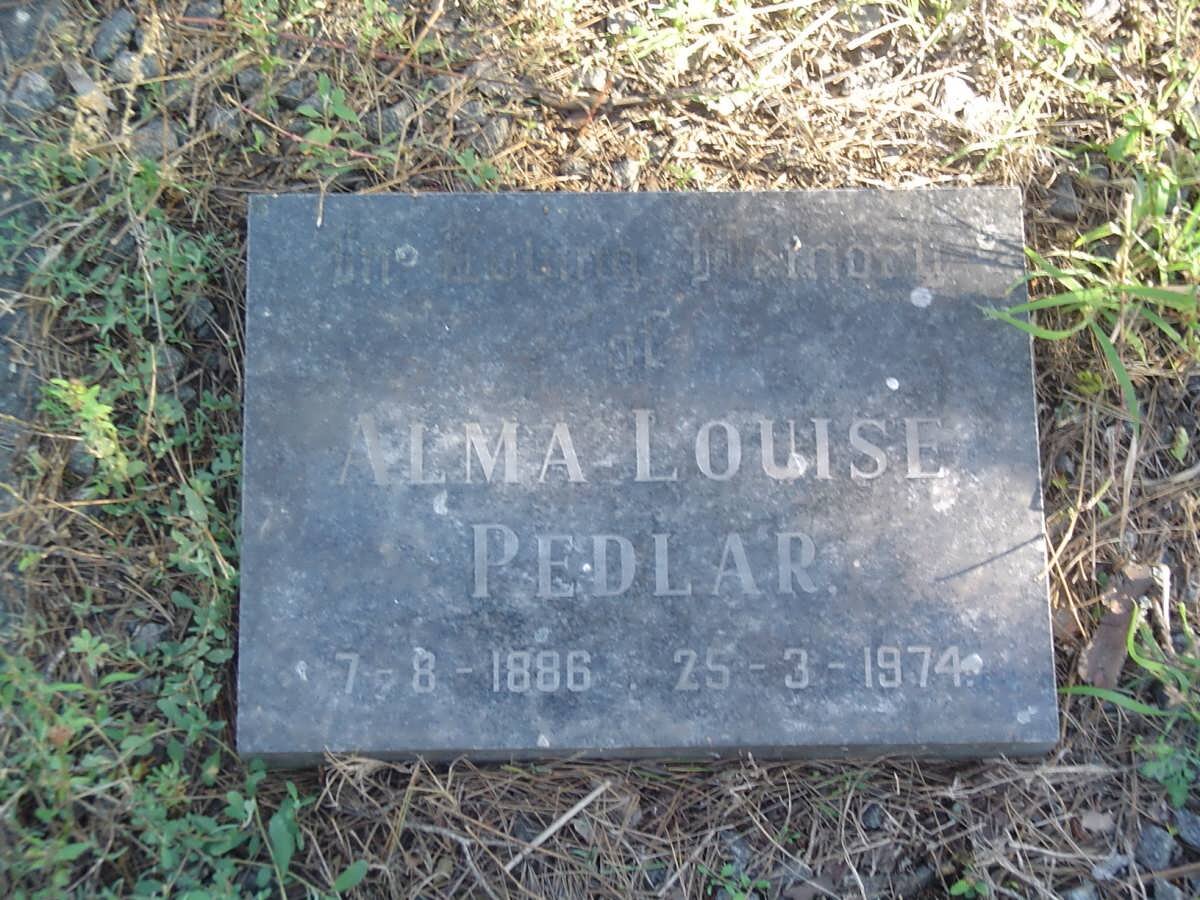 In Loving Memory
of
ALMA LOUISE
PEDLAR.
7-8-1886. 25-3-1974.